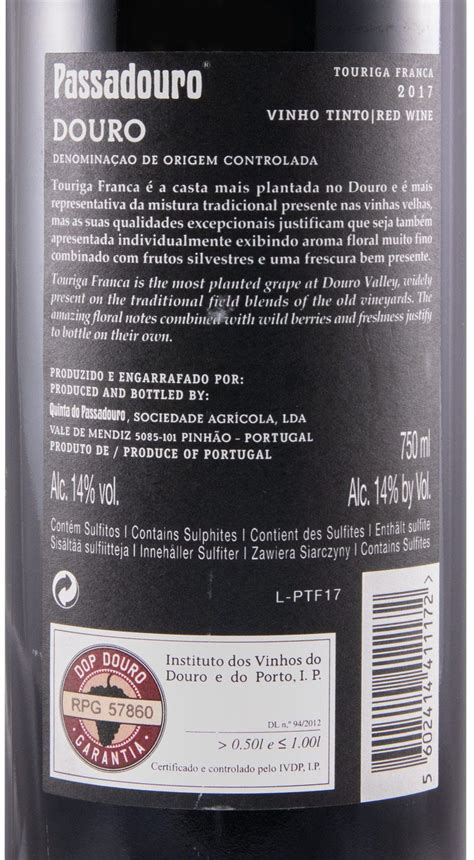 Passadouro®
TOURIGA FRANCA
2017
VINHO TINTO|RED WINE
DOURO
DENOMINAÇAO DE ORIGEM CONTROLADA
Touriga Franca é a casta mais plantada no Douro e é mais
representativa da mistura tradicional presente nas vinhas velhas,
mas as suas qualidades excepcionais justificam que seja também
apresentada individualmente exibindo aroma floral muito fino
combinado com frutos silvestres e uma frescura bem presente.
Touriga Franca is the most planted grape at Douro Valley, widely
present on the traditional field blends of the old vineyards. The
amazing floral notes combined with wild berries and freshness justify
to bottle on their own.
PRODUZIDO E ENGARRAFADO POR:
PRODUCED AND BOTTLED BY:
Quinta do Passadouro, SOCIEDADE AGRÍCOLA, LDA
VALE DE MENDIZ 5085-101 PINHÃO - PORTUGAL
PRODUTO DE / PRODUCE OF PORTUGAL
750 ml
Alc. 14% vol.
Alc. 14% by Vol.
Contém Sulfitos | Contains Sulphites | Contient des Sulfites | Enthält sulfite
Sisältää sulfiitteja | Innehåller Sulfiter | Zawiera Siarczyny | Contains Sulfites
L-PTF17
5 602414 411172 >
DOP DOURO
RPG 57860
GARANTIA
Instituto dos Vinhos do
Douro e do Porto, I. P.
DL n.º 94/2012
> 0.50l e ≤ 1.00l
Certificado e controlado pelo IVDP, I.P.